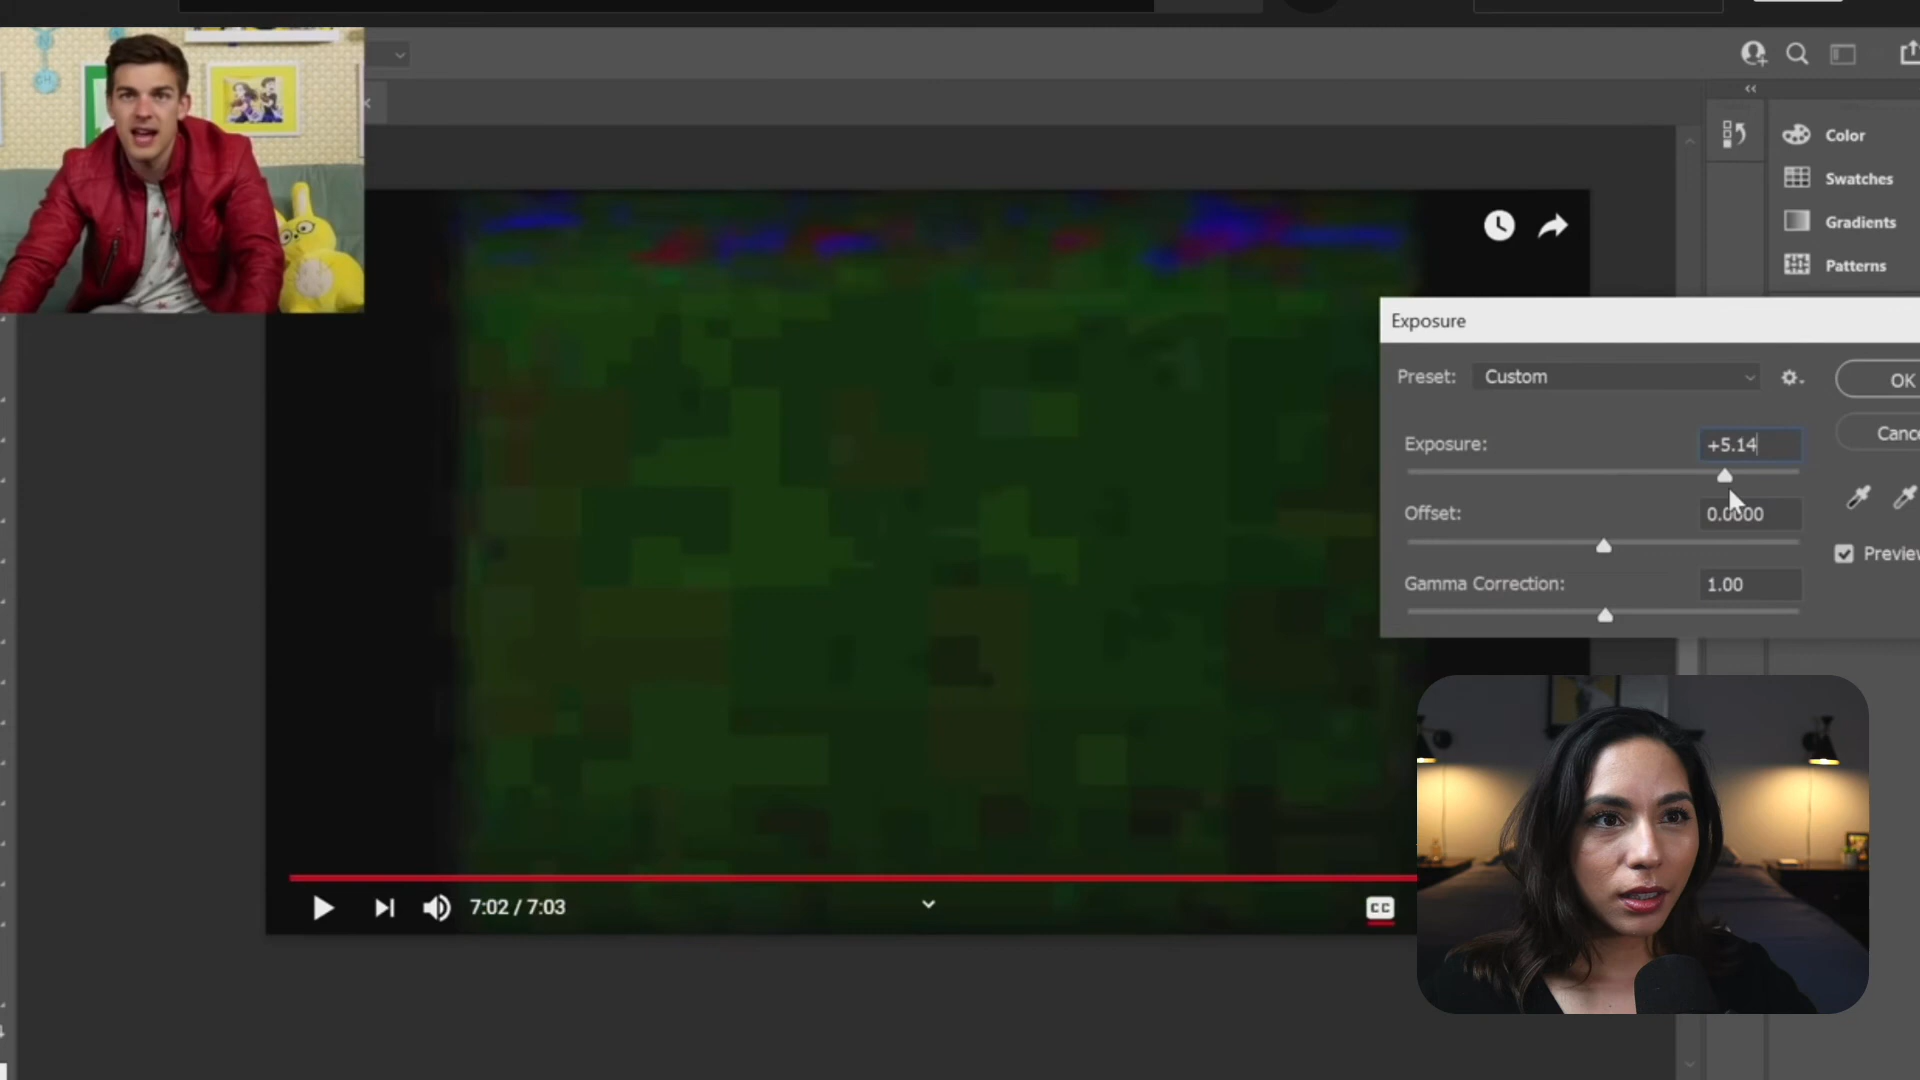 Color
Swatches
Gradients
Patterns
Exposure
Preset: Custom
OK
Exposure: +5.14
Offset: 0.0000
Preview
Gamma Correction: 1.00
7:02 / 7:03
CC